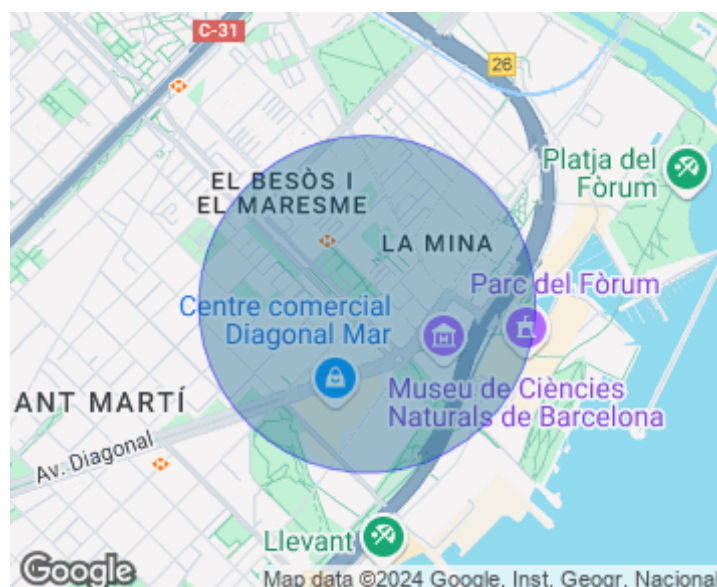 C-31
26
Platja del
Fòrum
EL BESÒS I
EL MARESME
LA MINA
Parc del Fòrum
Centre comercial
Diagonal Mar
Museu de Ciències
Naturals de Barcelona
ANT MARTÍ
Av. Diagonal
Llevant
Google
Map data ©2024 Google, Inst. Geogr. Nacional